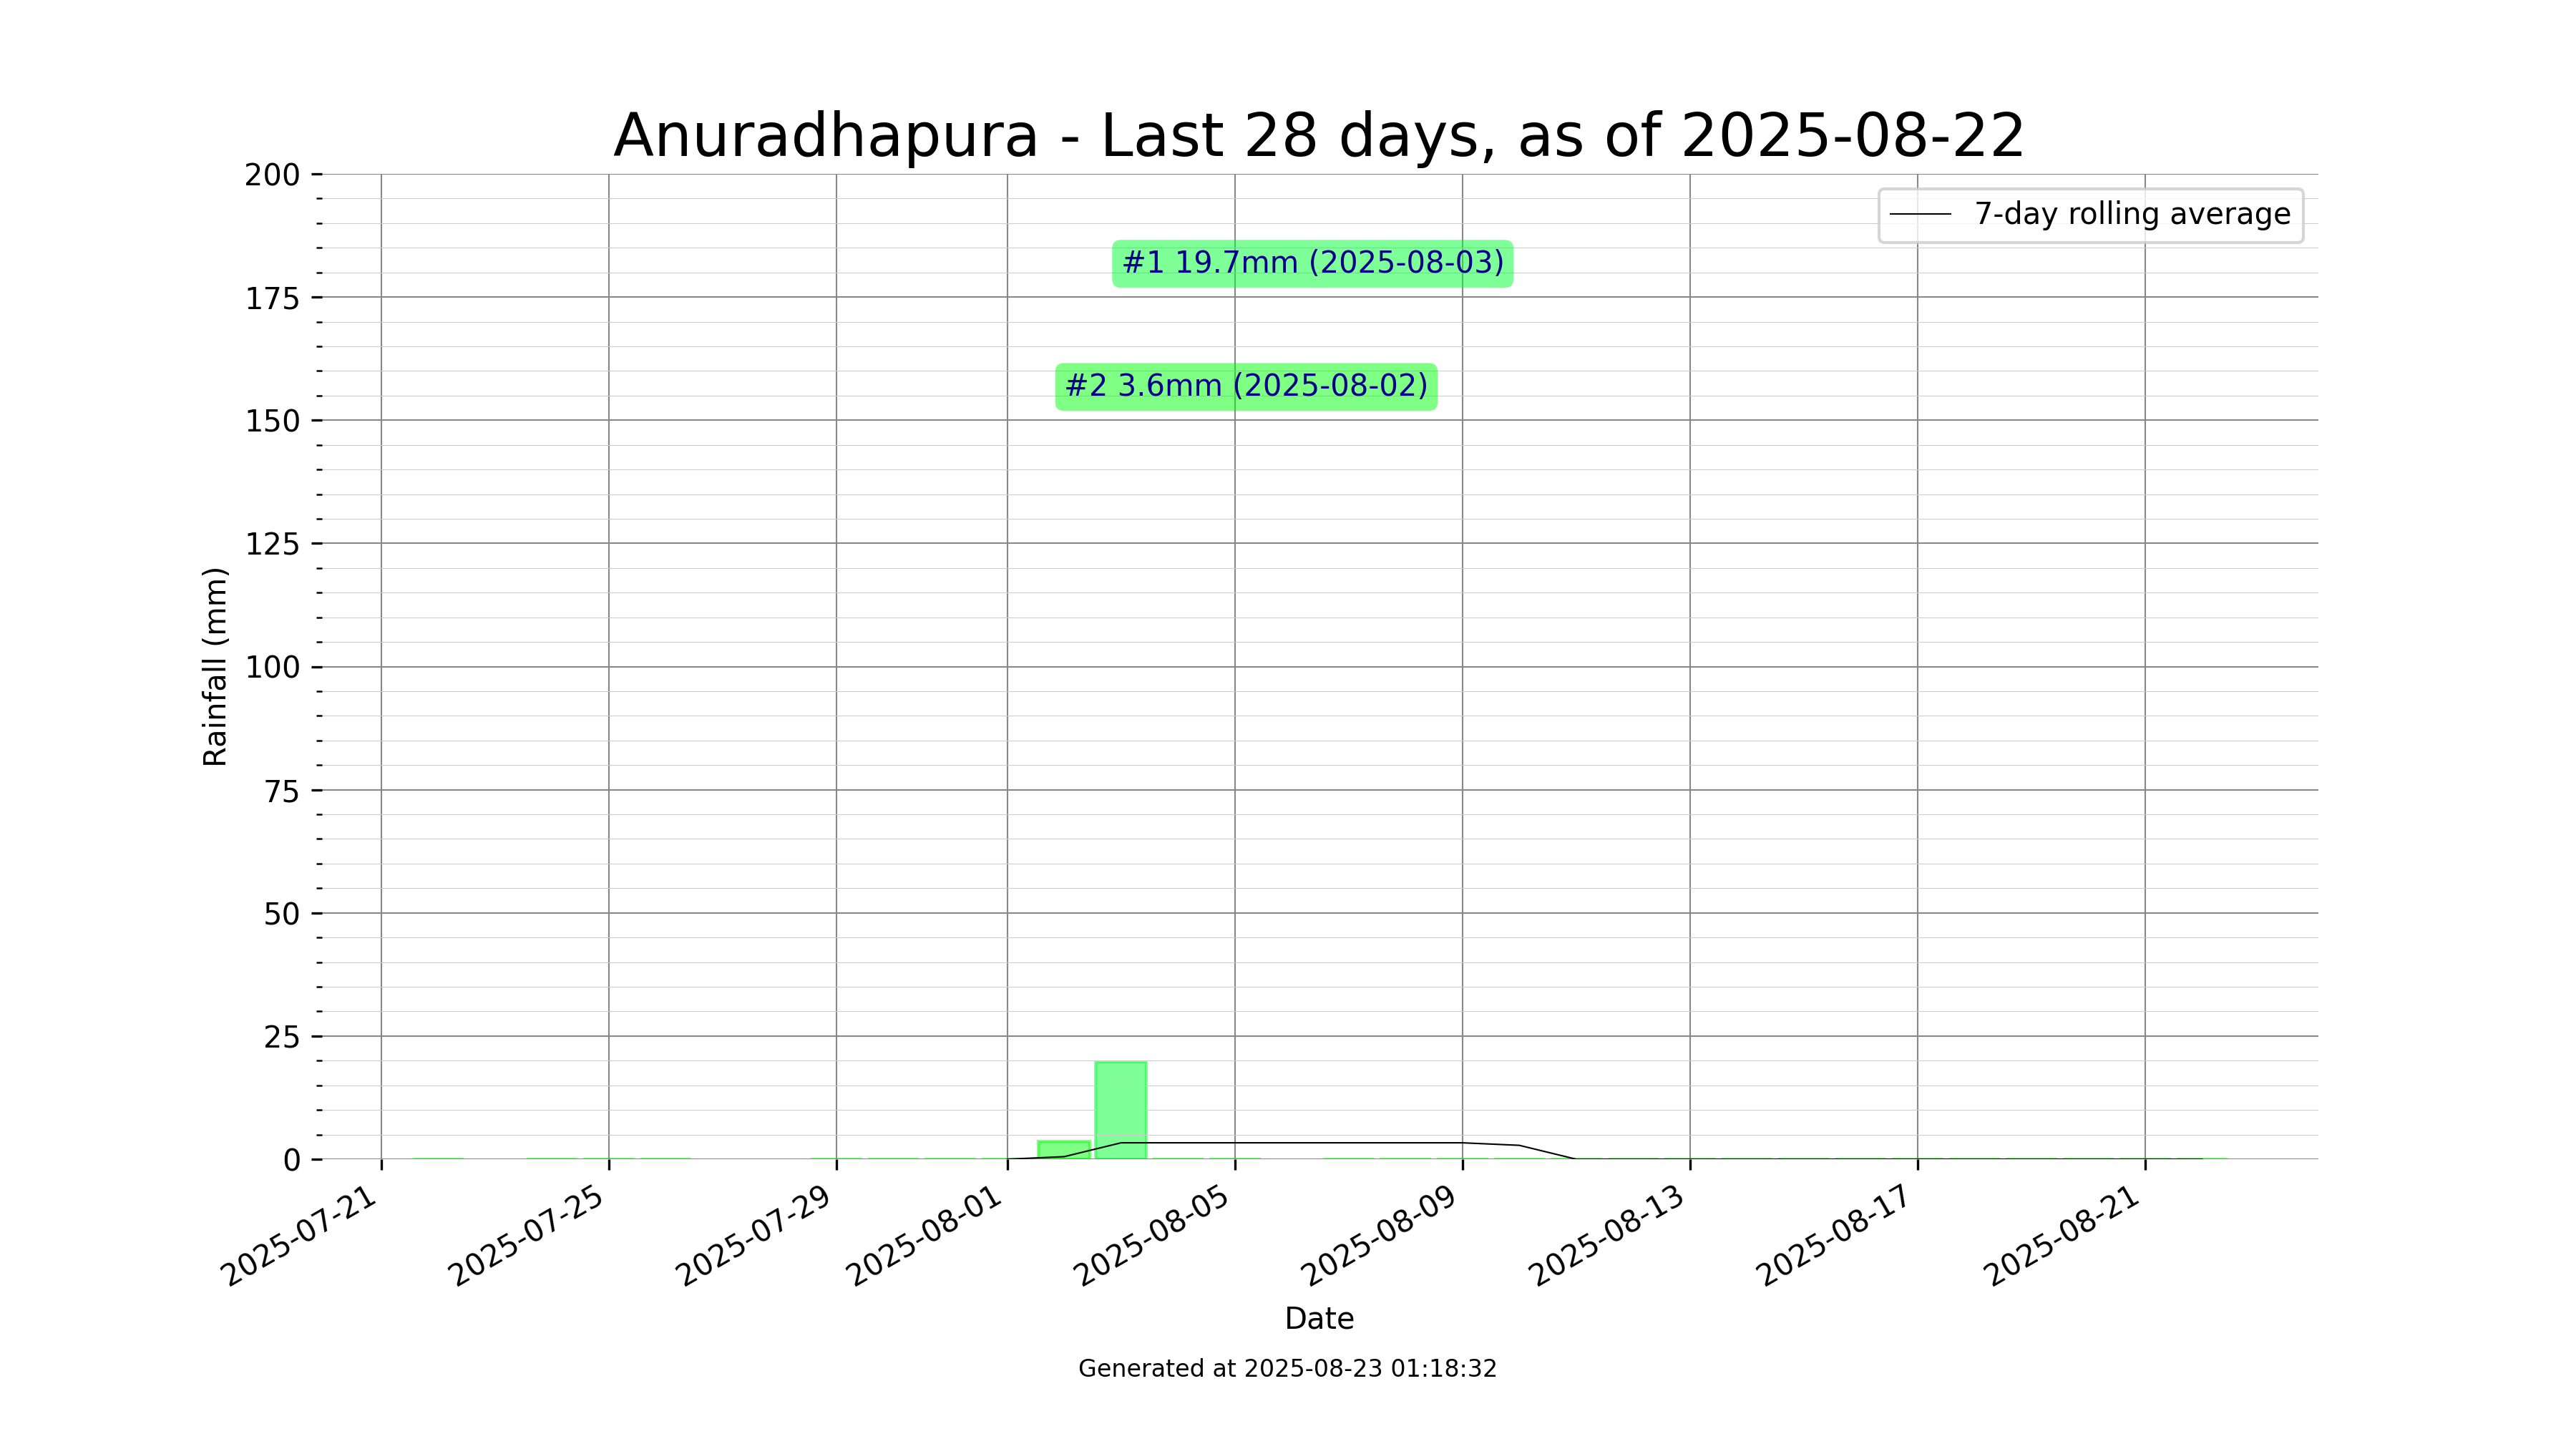 Anuradhapura - Last 28 days, as of 2025-08-22
7-day rolling average
#1 19.7mm (2025-08-03)
#2 3.6mm (2025-08-02)
Rainfall (mm)
200
175
150
125
100
75
50
25
0
2025-07-21
2025-07-25
2025-07-29
2025-08-01
2025-08-05
2025-08-09
2025-08-13
2025-08-17
2025-08-21
Date
Generated at 2025-08-23 01:18:32